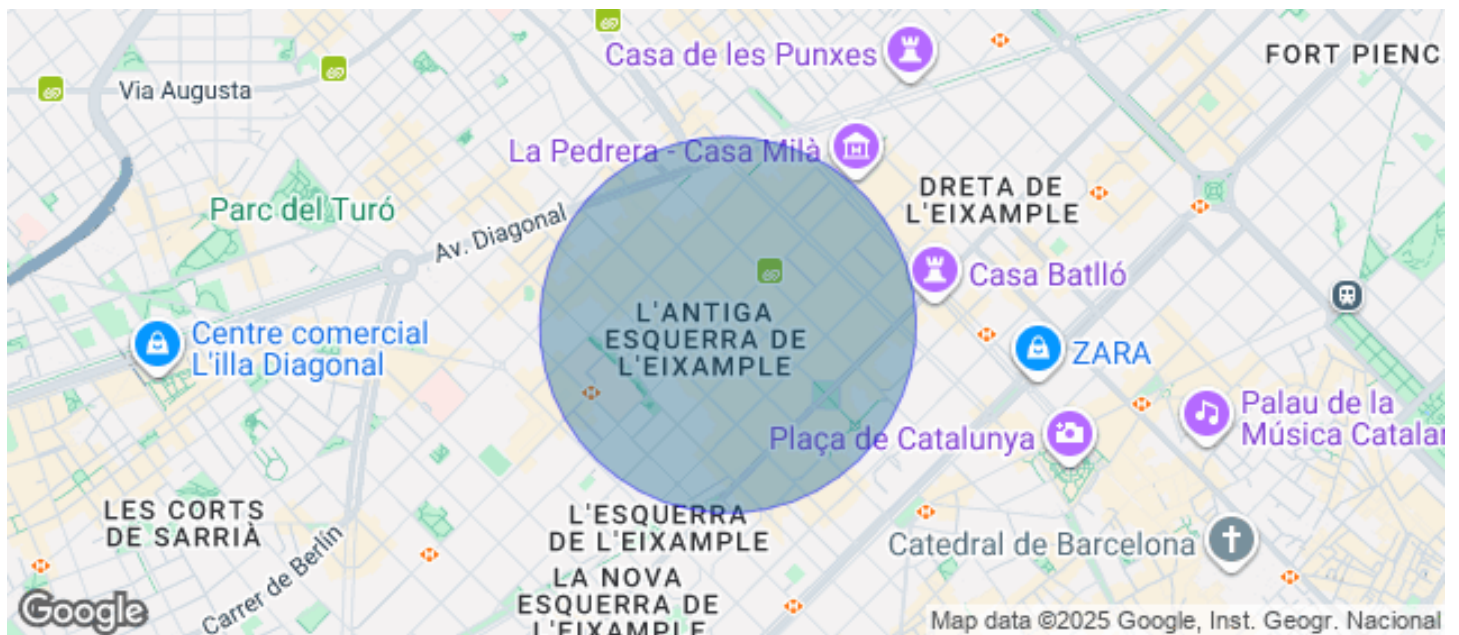 Casa de les Punxes
FORT PIENC
Via Augusta
La Pedrera - Casa Milà
DRETA DE
L'EIXAMPLE
Parc del Turó
Av. Diagonal
Casa Batlló
L'ANTIGA
ESQUERRA DE
L'EIXAMPLE
Centre comercial
L'illa Diagonal
ZARA
Palau de la
Música Catalar
Plaça de Catalunya
LES CORTS
DE SARRIÀ
L'ESQUERRA
DE L'EIXAMPLE
Catedral de Barcelona
Carrer de Berlín
LA NOVA
ESQUERRA DE
L'EIXAMPLE
Google
Map data ©2025 Google, Inst. Geogr. Nacional